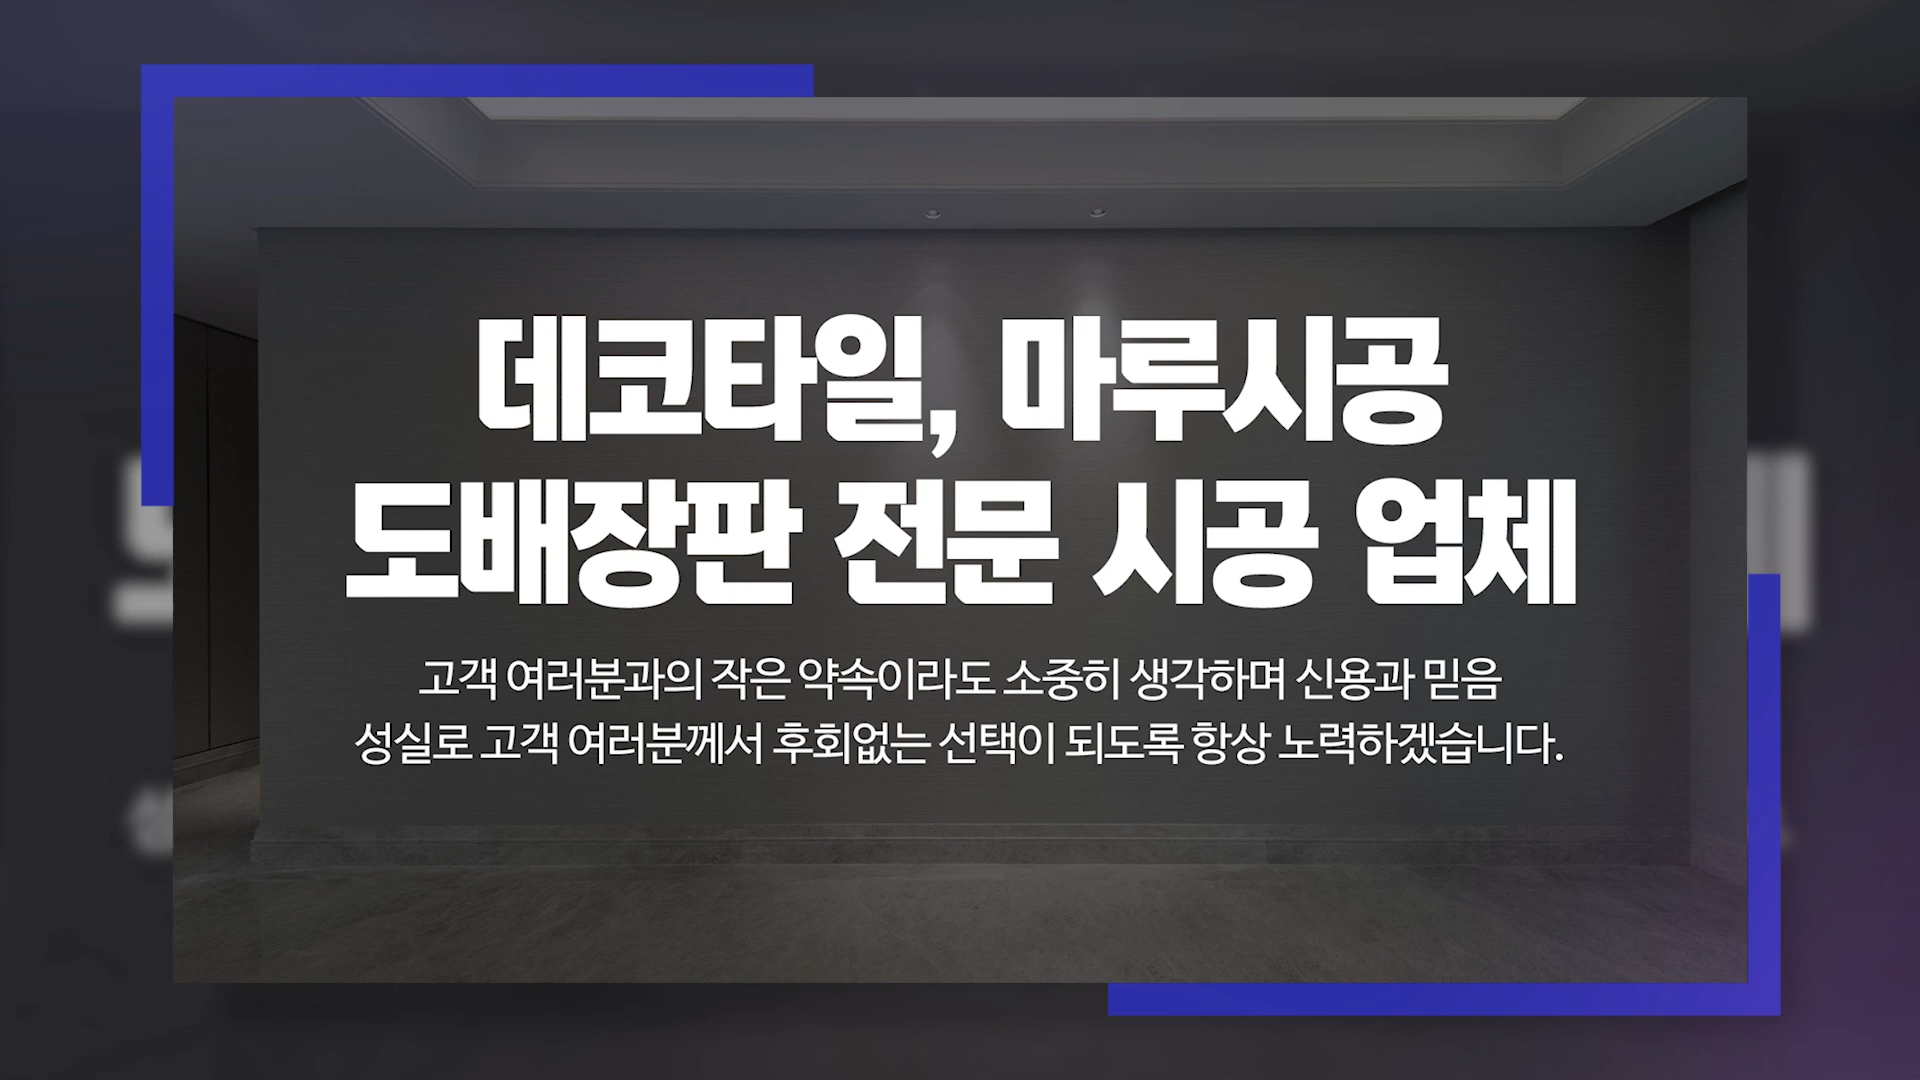 데코타일, 마루시공
도배장판 전문 시공 업체
고객 여러분과의 작은 약속이라도 소중히 생각하며 신용과 믿음
성실로 고객 여러분께서 후회없는 선택이 되도록 항상 노력하겠습니다.